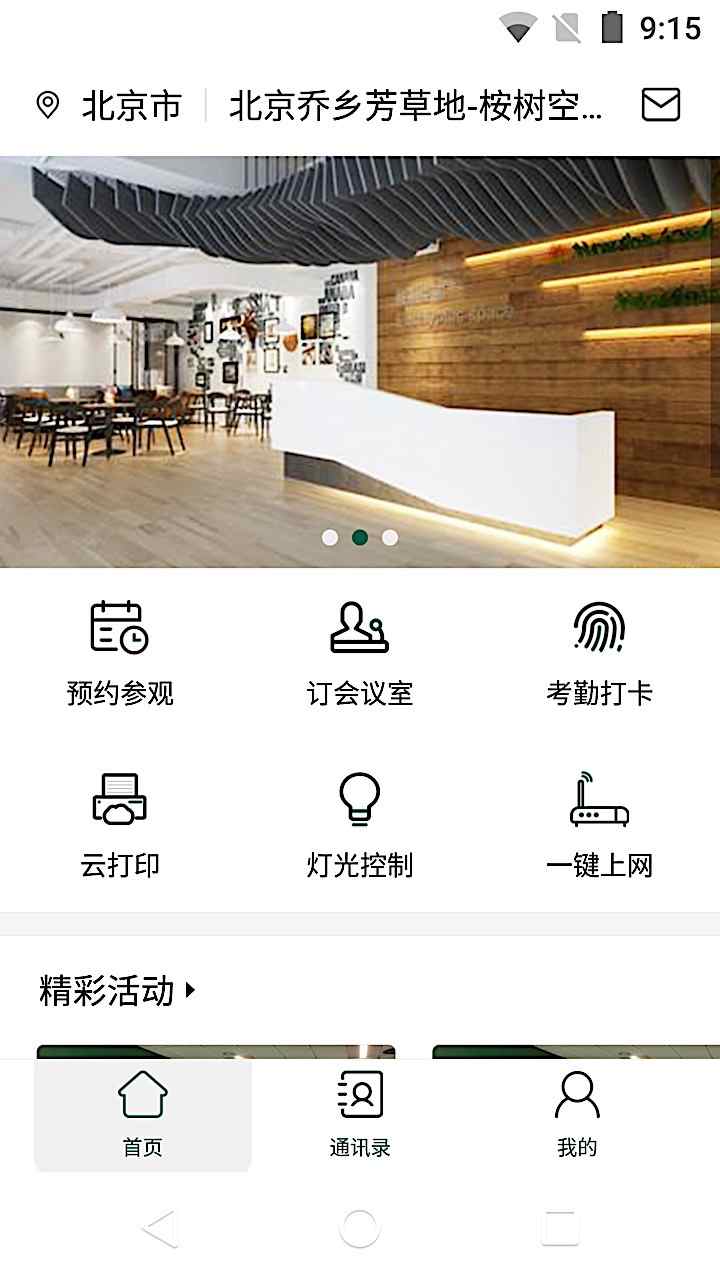 9:15
北京市
北京乔乡芳草地-桉树空...
预约参观
订会议室
考勤打卡
云打印
灯光控制
一键上网
精彩活动
首页
通讯录
我的